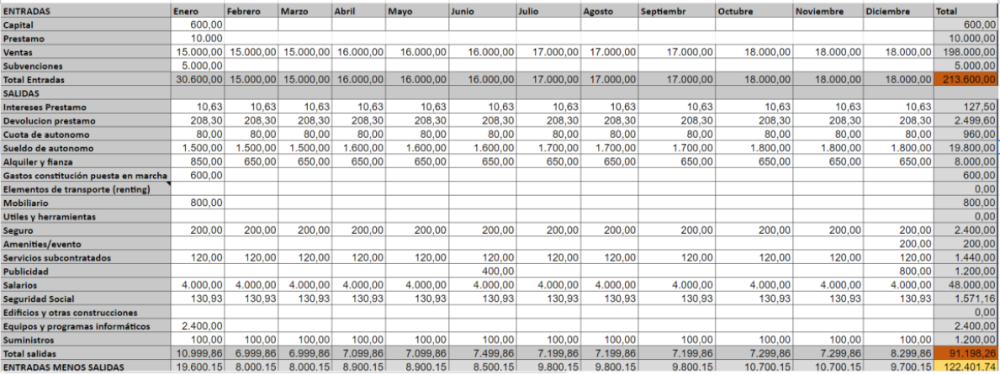 ENTRADAS Enero Febrero Marzo Abril Mayo Junio Julio Agosto Septiembr Octubre Noviembre Diciembre Total
Capital 600,00 600,00
Prestamo 10.000 10.000,00
Ventas 15.000,00 15.000,00 15.000,00 16.000,00 16.000,00 16.000,00 17.000,00 17.000,00 17.000,00 18.000,00 18.000,00 18.000,00 198.000,00
Subvenciones 5.000,00 5.000,00
Total Entradas 30.600,00 15.000,00 15.000,00 16.000,00 16.000,00 16.000,00 17.000,00 17.000,00 17.000,00 18.000,00 18.000,00 18.000,00 213.600,00
SALIDAS
Intereses Prestamo 10,63 10,63 10,63 10,63 10,63 10,63 10,63 10,63 10,63 10,63 10,63 10,63 127,50
Devolucion prestamo 208,30 208,30 208,30 208,30 208,30 208,30 208,30 208,30 208,30 208,30 208,30 208,30 2.499,60
Cuota de autonomo 80,00 80,00 80,00 80,00 80,00 80,00 80,00 80,00 80,00 80,00 80,00 80,00 960,00
Sueldo de autonomo 1.500,00 1.500,00 1.500,00 1.600,00 1.600,00 1.600,00 1.700,00 1.700,00 1.700,00 1.800,00 1.800,00 1.800,00 19.800,00
Alquiler y fianza 850,00 650,00 650,00 650,00 650,00 650,00 650,00 650,00 650,00 650,00 650,00 650,00 8.000,00
Gastos constitución puesta en marcha 600,00 600,00
Elementos de transporte (renting) 0,00
Mobiliario 800,00 800,00
Utiles y herramientas 0,00
Seguro 200,00 200,00 200,00 200,00 200,00 200,00 200,00 200,00 200,00 200,00 200,00 200,00 2.400,00
Amenities/evento 200,00 200,00
Servicios subcontratados 120,00 120,00 120,00 120,00 120,00 120,00 120,00 120,00 120,00 120,00 120,00 120,00 1.440,00
Publicidad 400,00 800,00 1.200,00
Salarios 4.000,00 4.000,00 4.000,00 4.000,00 4.000,00 4.000,00 4.000,00 4.000,00 4.000,00 4.000,00 4.000,00 4.000,00 48.000,00
Seguridad Social 130,93 130,93 130,93 130,93 130,93 130,93 130,93 130,93 130,93 130,93 130,93 130,93 1.571,16
Edificios y otras construcciones 0,00
Equipos y programas informáticos 2.400,00 2.400,00
Suministros 100,00 100,00 100,00 100,00 100,00 100,00 100,00 100,00 100,00 100,00 100,00 100,00 1.200,00
Total salidas 10.999,86 6.999,86 6.999,86 7.099,86 7.099,86 7.499,86 7.199,86 7.199,86 7.199,86 7.299,86 7.299,86 8.299,86 91.198,26
ENTRADAS MENOS SALIDAS 19.600,15 8.000,15 8.000,15 8.900,15 8.900,15 8.500,15 9.800,15 9.800,15 9.800,15 10.700,15 10.700,15 9.700,15 122.401,74